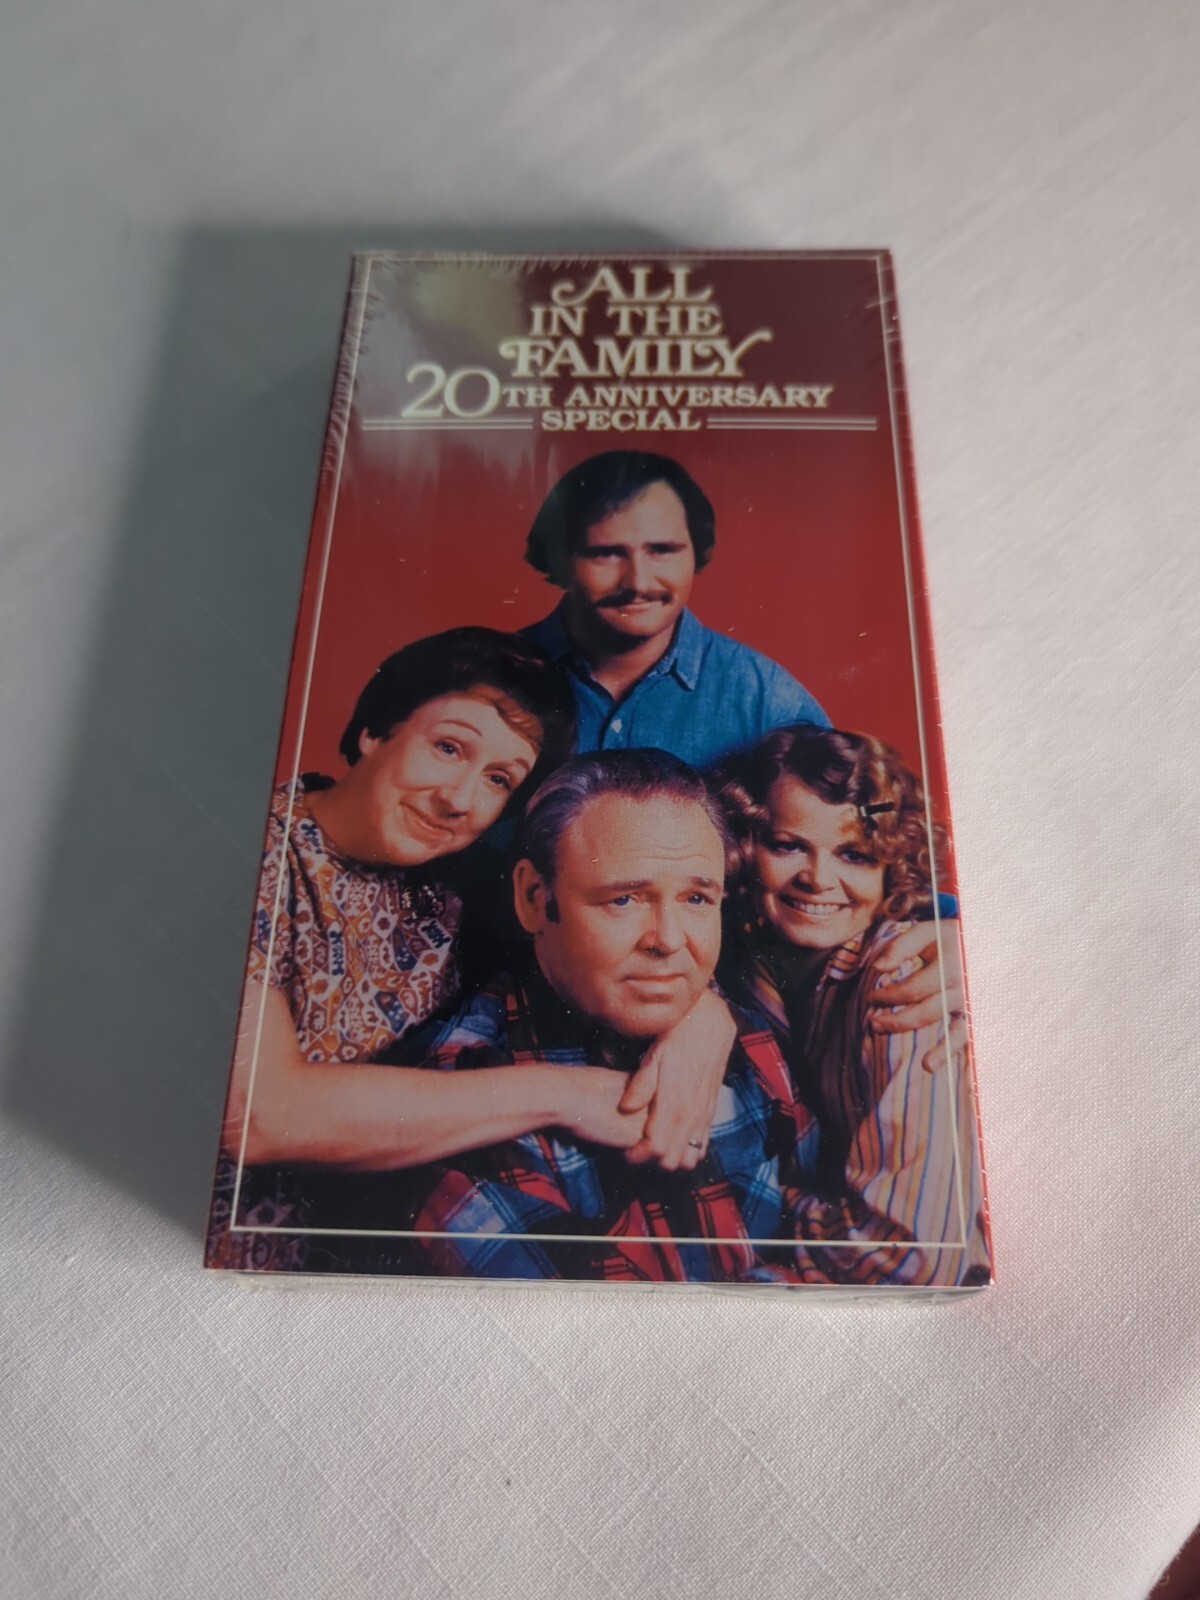 ALL
IN THE
FAMILY
20TH ANNIVERSARY
SPECIAL